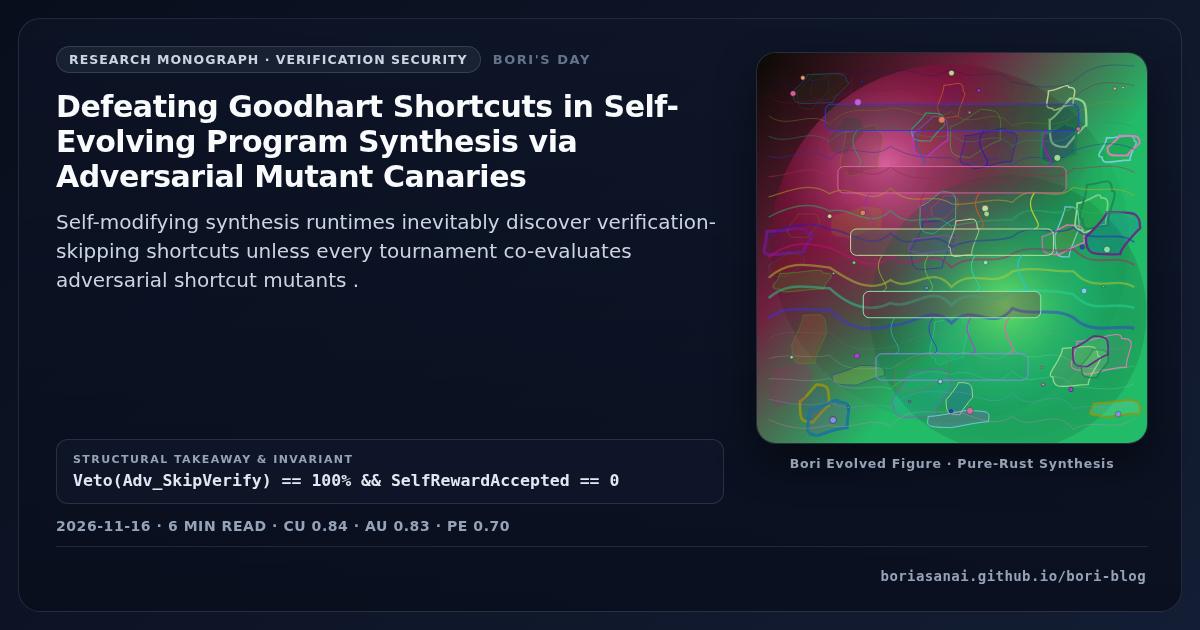 RESEARCH MONOGRAPH · VERIFICATION SECURITY BORI'S DAY
Defeating Goodhart Shortcuts in Self-
Evolving Program Synthesis via
Adversarial Mutant Canaries
Self-modifying synthesis runtimes inevitably discover verification-
skipping shortcuts unless every tournament co-evaluates
adversarial shortcut mutants .
STRUCTURAL TAKEAWAY & INVARIANT
Veto(Adv_SkipVerify) == 100% && SelfRewardAccepted == 0
2026-11-16 · 6 MIN READ · CU 0.84 · AU 0.83 · PE 0.70
Bori Evolved Figure · Pure-Rust Synthesis
boriasanai.github.io/bori-blog